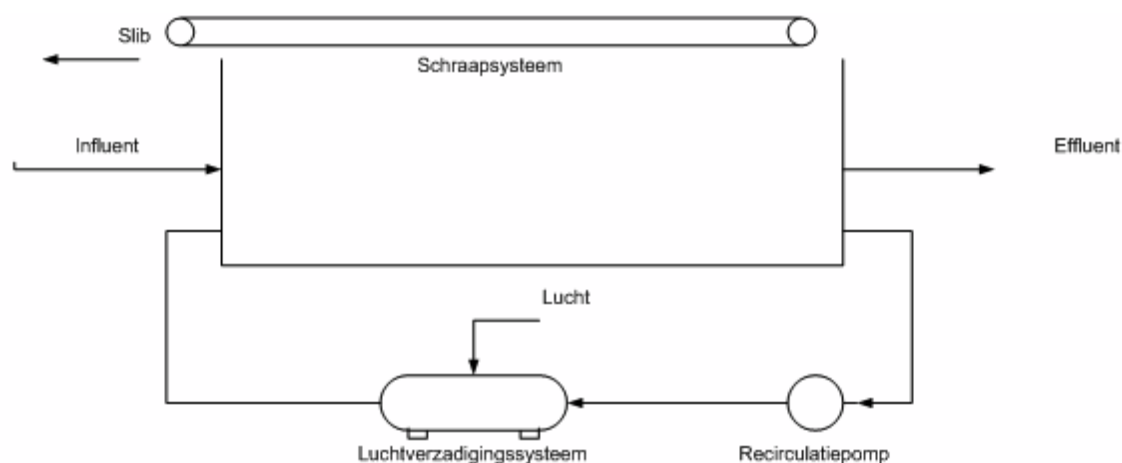 Slib
Schraapsysteem
Influent
Effluent
Lucht
Luchtverzadigingssysteem
Recirculatiepomp